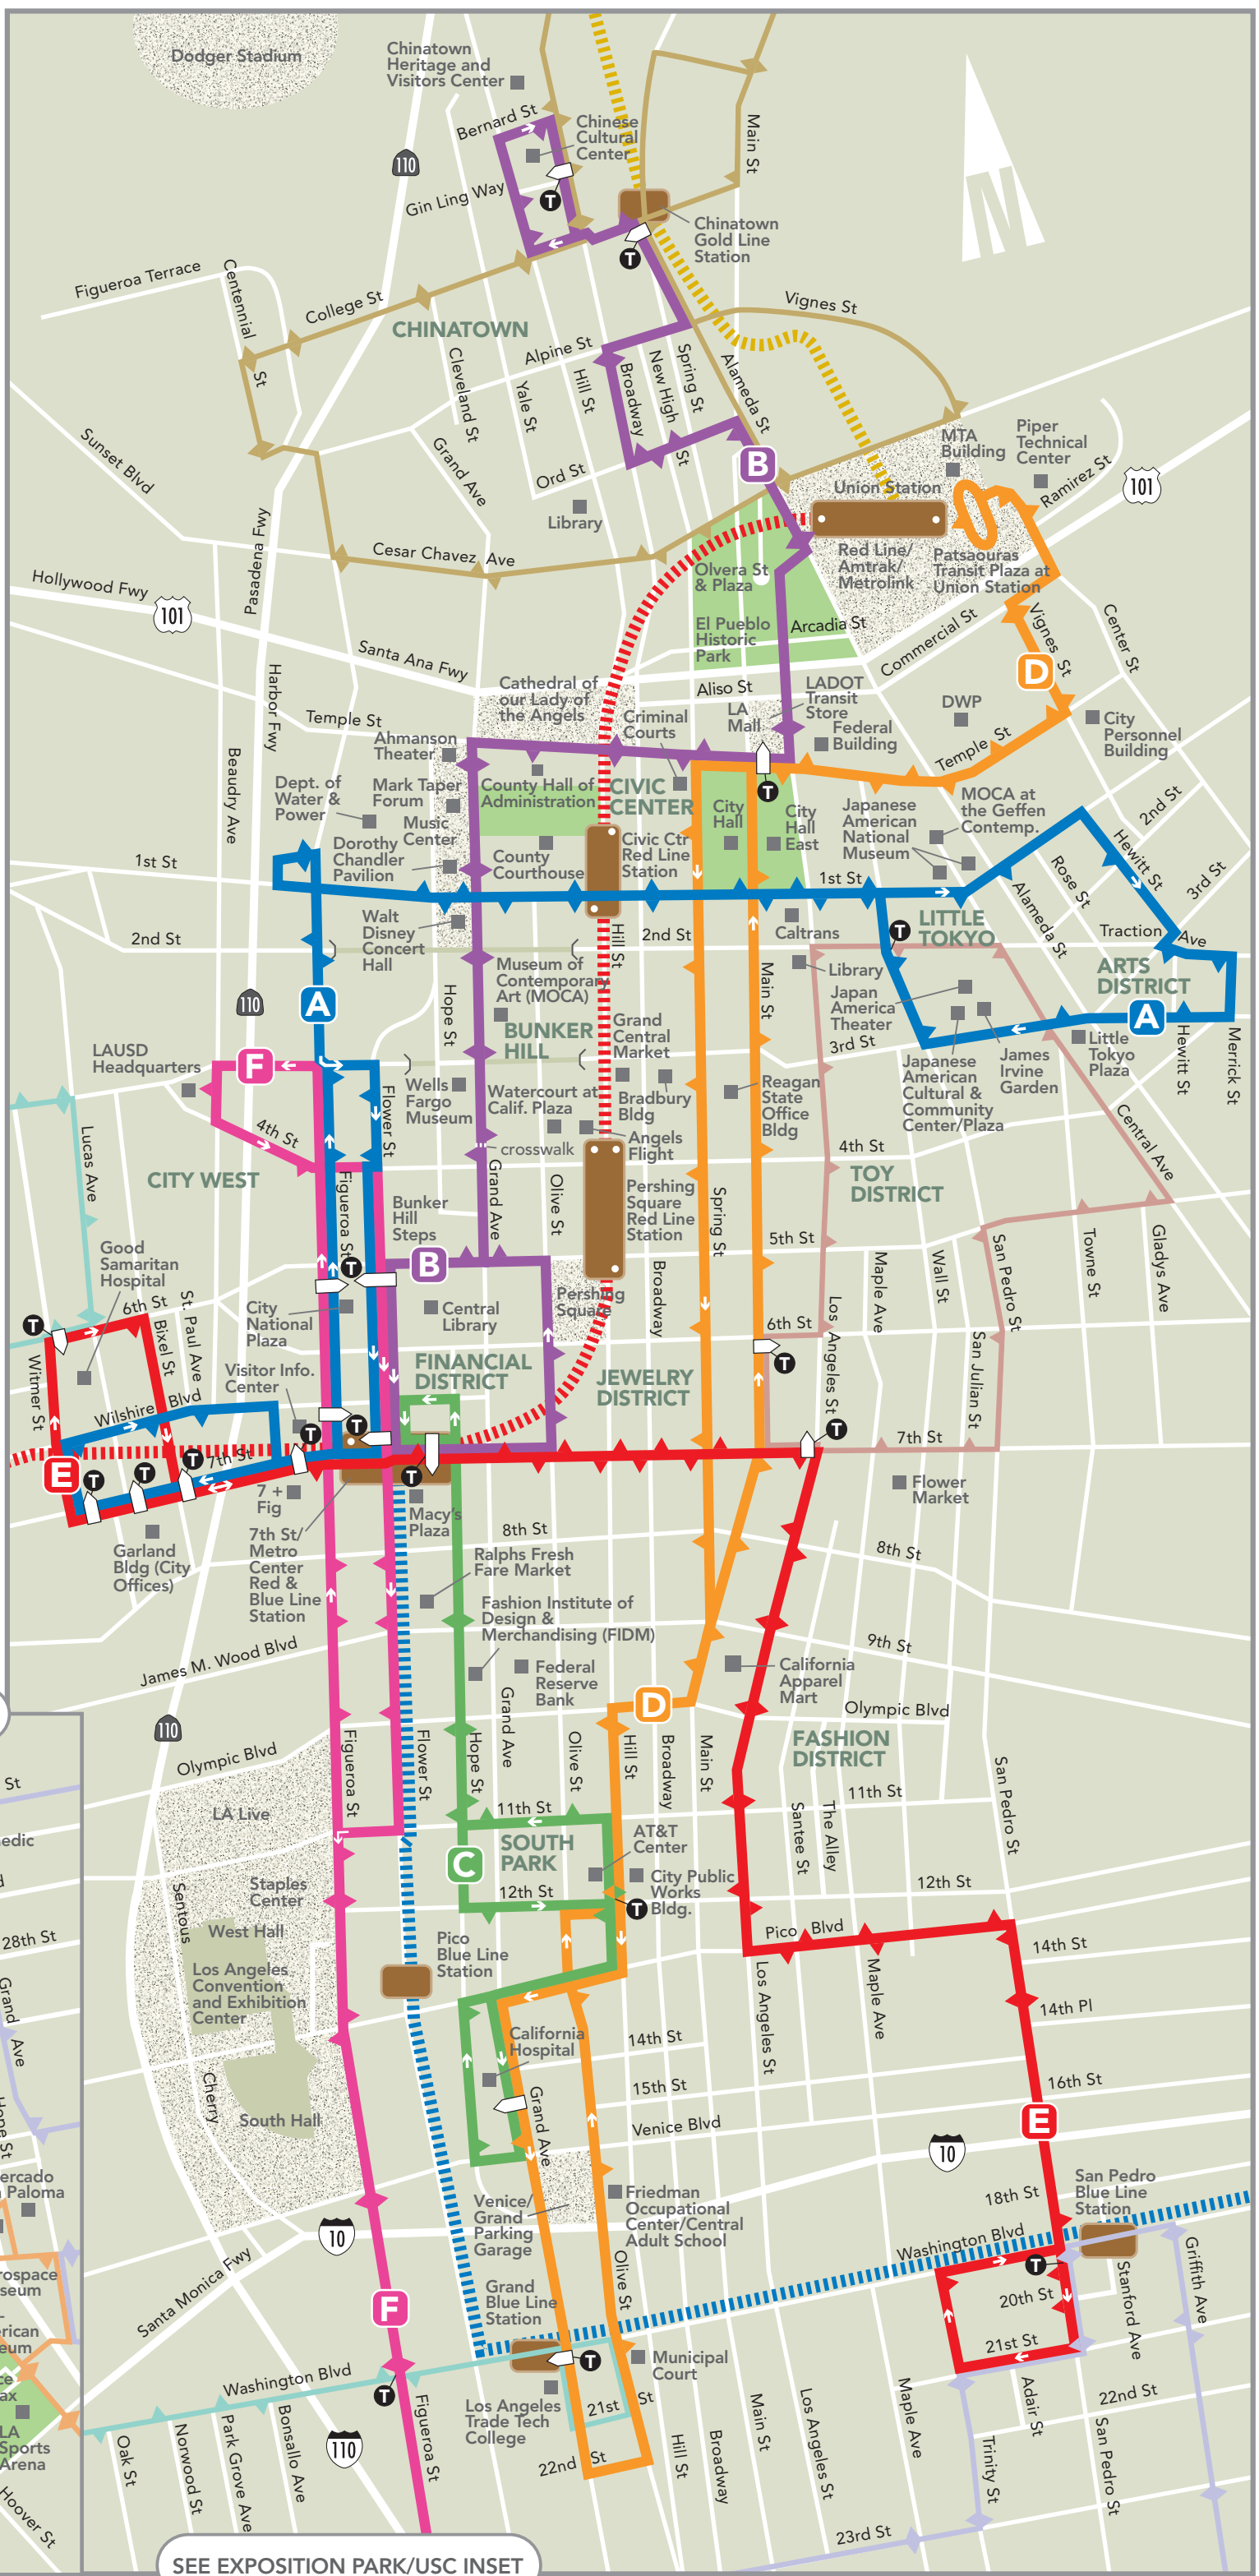 Dodger Stadium
Chinatown
Heritage and
Visitors Center
Bernard St
Chinese
Cultural
Center
Main St
110
Gin Ling Way
T
Chinatown
Gold Line
Station
T
N
Figueroa Terrace
Centennial
St
College St
CHINATOWN
Vignes St
Alpine St
Cleveland St
Yale St
Hill St
Broadway
New High
St
Spring St
Alameda St
Sunset Blvd
Grand Ave
Ord St
Library
B
MTA
Building
Piper
Technical
Center
Ramirez St
101
Union Station
Red Line/
Amtrak/
Metrolink
Patsaouras
Transit Plaza at
Union Station
Pasadena Fwy
Cesar Chavez Ave
Olvera St
& Plaza
Hollywood Fwy
101
El Pueblo
Historic
Park
Arcadia St
Commercial St
Vignes St
Center St
D
Santa Ana Fwy
Harbor Fwy
Cathedral of
our Lady of
the Angels
Aliso St
LADOT
Transit
Store
LA
Mall
DWP
Temple St
Criminal
Courts
Federal
Building
City
Personnel
Building
Temple St
Ahmanson
Theater
Beaudry Ave
Dept. of
Water &
Power
Mark Taper
Forum
County Hall of
Administration
CIVIC
CENTER
T
City
Hall
City
Hall
East
Japanese
American
National
Museum
MOCA at
the Geffen
Contemp.
2nd St
Hewitt St
Music
Center
Dorothy
Chandler
Pavilion
County
Courthouse
Civic Ctr
Red Line
Station
1st St
1st St
Rose St
3rd St
Alameda St
Walt
Disney
Concert
Hall
2nd St
Hill St
2nd St
Caltrans
T
LITTLE
TOKYO
Traction
Ave
Museum of
Contemporary
Art (MOCA)
Library
ARTS
DISTRICT
Main St
Japan
America
Theater
110
A
Hope St
BUNKER
HILL
Grand
Central
Market
3rd St
A
LAUSD
Headquarters
F
Wells
Fargo
Museum
Watercourt at
Calif. Plaza
Bradbury
Bldg
Reagan
State
Office
Bldg
Japanese
American
Cultural &
Community
Center/Plaza
James
Irvine
Garden
Little
Tokyo
Plaza
Hewitt St
Merrick St
Flower St
4th St
Angels
Flight
crosswalk
4th St
Central Ave
Lucas Ave
CITY WEST
Figueroa St
Grand Ave
Olive St
Pershing
Square
Red Line
Station
TOY
DISTRICT
Bunker
Hill
Steps
Spring St
5th St
Good
Samaritan
Hospital
T
B
Broadway
Maple Ave
Wall St
San Pedro St
Towne St
Gladys Ave
Pershing
Square
City
National
Plaza
Central
Library
T
6th St
Bixel St
St. Paul Ave
6th St
Los Angeles St
San Julian St
T
Witmer St
Visitor Info.
Center
FINANCIAL
DISTRICT
JEWELRY
DISTRICT
Wilshire Blvd
T
T
T
7th St
E
T
T
T
7th St
T
7 +
Fig
Macy's
Plaza
Flower
Market
Garland
Bldg (City
Offices)
7th St/
Metro
Center
Red &
Blue Line
Station
8th St
8th St
Ralphs Fresh
Fare Market
Fashion Institute of
Design &
Merchandising (FIDM)
9th St
James M. Wood Blvd
Federal
Reserve
Bank
California
Apparel
Mart
110
D
Olympic Blvd
Olympic Blvd
Figueroa St
Flower St
Hope St
Grand Ave
Olive St
Hill St
Broadway
Main St
FASHION
DISTRICT
San Pedro St
St
LA Live
11th St
11th St
Santee St
The Alley
edic
SOUTH
PARK
AT&T
Center
C
City Public
Works
Bldg.
Staples
Center
12th St
T
12th St
Sentous
West Hall
28th St
Pico
Blue Line
Station
Pico Blvd
14th St
Los Angeles
Convention
and Exhibition
Center
Grand
Ave
Los Angeles St
Maple Ave
14th Pl
California
Hospital
14th St
Cherry
15th St
16th St
South Hall
Grand Ave
Venice Blvd
E
Hope St
10
ercado
Paloma
San Pedro
Blue Line
Station
18th St
Friedman
Occupational
Center/Central
Adult School
Venice/
Grand
Parking
Garage
10
Washington Blvd
Santa Monica Fwy
T
Griffith Ave
Stanford Ave
rospace
seum
Olive St
20th St
F
Grand
Blue Line
Station
rican
eum
21st St
T
Municipal
Court
Washington Blvd
T
ax
21st St
Los Angeles
Trade Tech
College
LA
Sports
Arena
Figueroa St
22nd St
Adair St
22nd St
Oak St
Norwood St
Park Grove Ave
Bonsallo Ave
110
Hill St
Broadway
Main St
Los Angeles St
Maple Ave
Trinity St
San Pedro St
Hoover St
23rd St
SEE EXPOSITION PARK/USC INSET